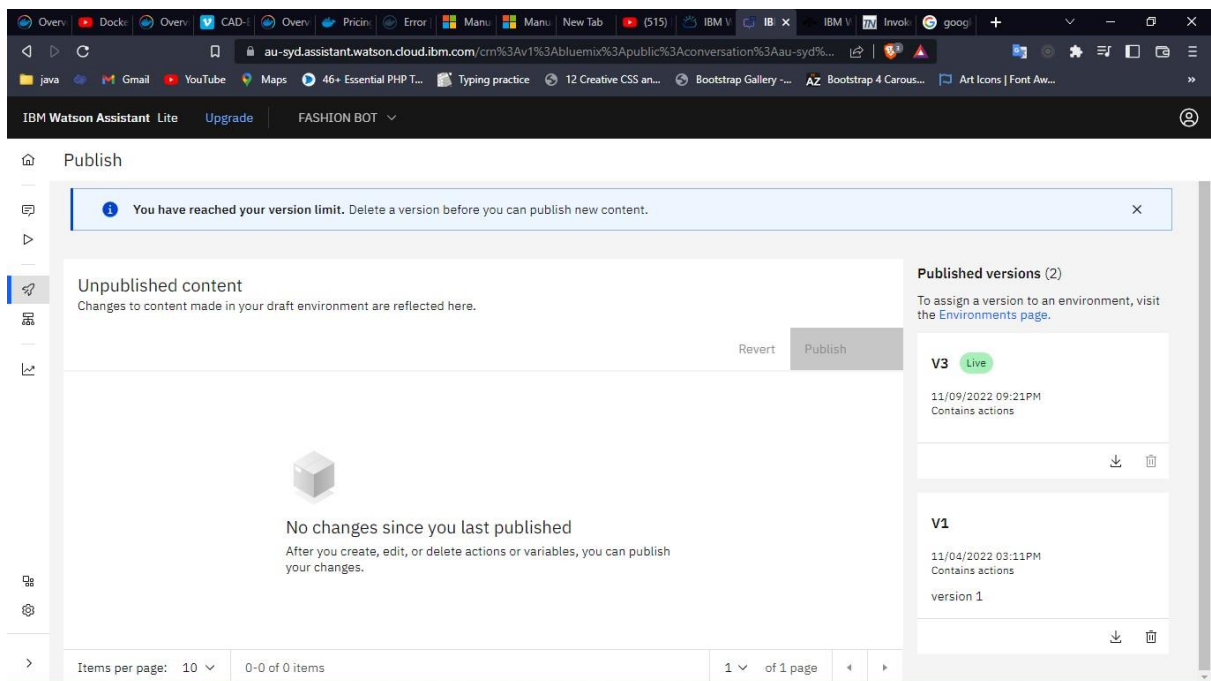 Overv Docke Overv CAD-E Overv Pricing Error Manu Manu New Tab (515) IBM W IBM IBM W Invoke goog
au-syd.assistant.watson.cloud.ibm.com/crn%3Av1%3Abluemix%3Apublic%3Aconversation%3Aau-syd%...
java Gmail YouTube Maps 46+ Essential PHP T... Typing practice 12 Creative CSS an... Bootstrap Gallery -... Bootstrap 4 Carous... Art Icons | Font Aw... »
IBM Watson Assistant Lite Upgrade FASHION BOT
Publish
You have reached your version limit. Delete a version before you can publish new content.
Unpublished content
Changes to content made in your draft environment are reflected here.
Revert Publish
No changes since you last published
After you create, edit, or delete actions or variables, you can publish
your changes.
Items per page: 10 0-0 of 0 items 1 of 1 page
Published versions (2)
To assign a version to an environment, visit
the Environments page.
V3 Live
11/09/2022 09:21PM
Contains actions
V1
11/04/2022 03:11PM
Contains actions
version 1